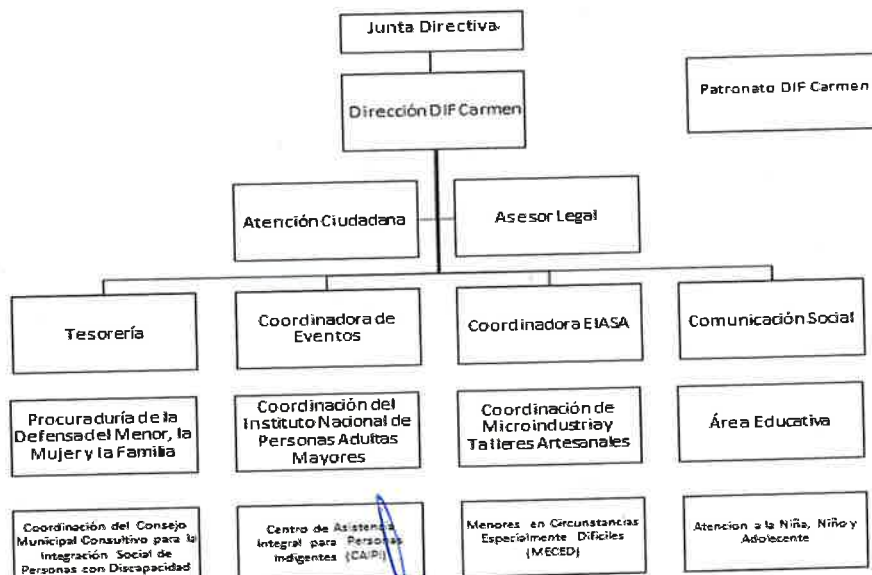 Junta Directiva
Dirección DIF Carmen
Patronato DIF Carmen
Atención Ciudadana
Asesor Legal
Tesorería
Coordinadora de
Eventos
Coordinadora EIASA
Comunicación Social
Procuraduría de la
Defensa del Menor, la
Mujer y la Familia
Coordinación del
Instituto Nacional de
Personas Adultas
Mayores
Coordinación de
Microindustria y
Talleres Artesanales
Área Educativa
Coordinación del Consejo
Municipal Consultivo para la
Integración Social de
Personas con Discapacidad
Centro de Asistencia
Integral para Personas
Indigentes (CAIPI)
Menores en Circunstancias
Especialmente Dificiles
(MECED)
Atencion a la Niña, Niño y
Adolecente